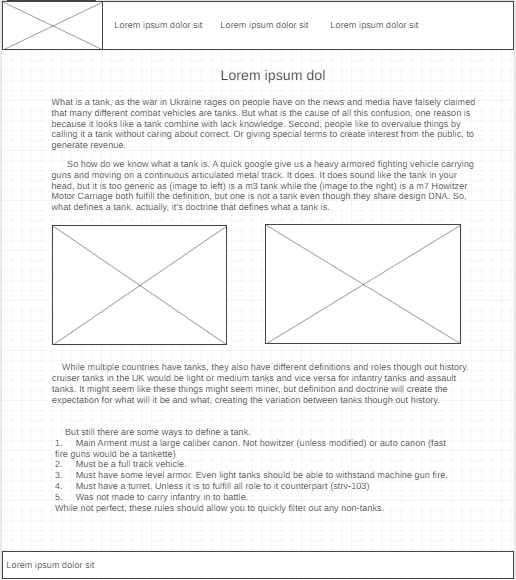 Lorem ipsum dolor sit Lorem ipsum dolor sit Lorem ipsum dolor sit
Lorem ipsum dol
What is a tank, as the war in Ukraine rages on people have on the news and media have falsely claimed
that many different combat vehicles are tanks. But what is the cause of all this confusion, one reason is
because it looks like a tank combine with lack knowledge. Second, people like to overvalue things by
calling it a tank without caring about correct. Or giving special terms to create interest from the public, to
generate revenue.
So how do we know what a tank is. A quick google give us a heavy armored fighting vehicle carrying
guns and moving on a continuous articulated metal track. It does. It does sound like the tank in your
head, but it is too generic as (image to left) is a m3 tank while the (image to the right) is a m7 Howitzer
Motor Carriage both fulfill the definition, but one is not a tank even though they share design DNA. So,
what defines a tank. actually, it's doctrine that defines what a tank is.
While multiple countries have tanks, they also have different definitions and roles though out history.
cruiser tanks in the UK would be light or medium tanks and vice versa for infantry tanks and assault
tanks. It might seem like these things might seem miner, but definition and doctrine will create the
expectation for what will it be and what, creating the variation between tanks though out history.
But still there are some ways to define a tank.
1. Main Arment must a large caliber canon. Not howitzer (unless modified) or auto canon (fast
fire guns would be a tankette)
2. Must be a full track vehicle.
3. Must have some level armor. Even light tanks should be able to withstand machine gun fire.
4. Must have a turret. Unless it is to fulfill all role to it counterpart (strv-103)
5. Was not made to carry infantry in to battle.
While not perfect, these rules should allow you to quickly filter out any non-tanks.
Lorem ipsum dolor sit